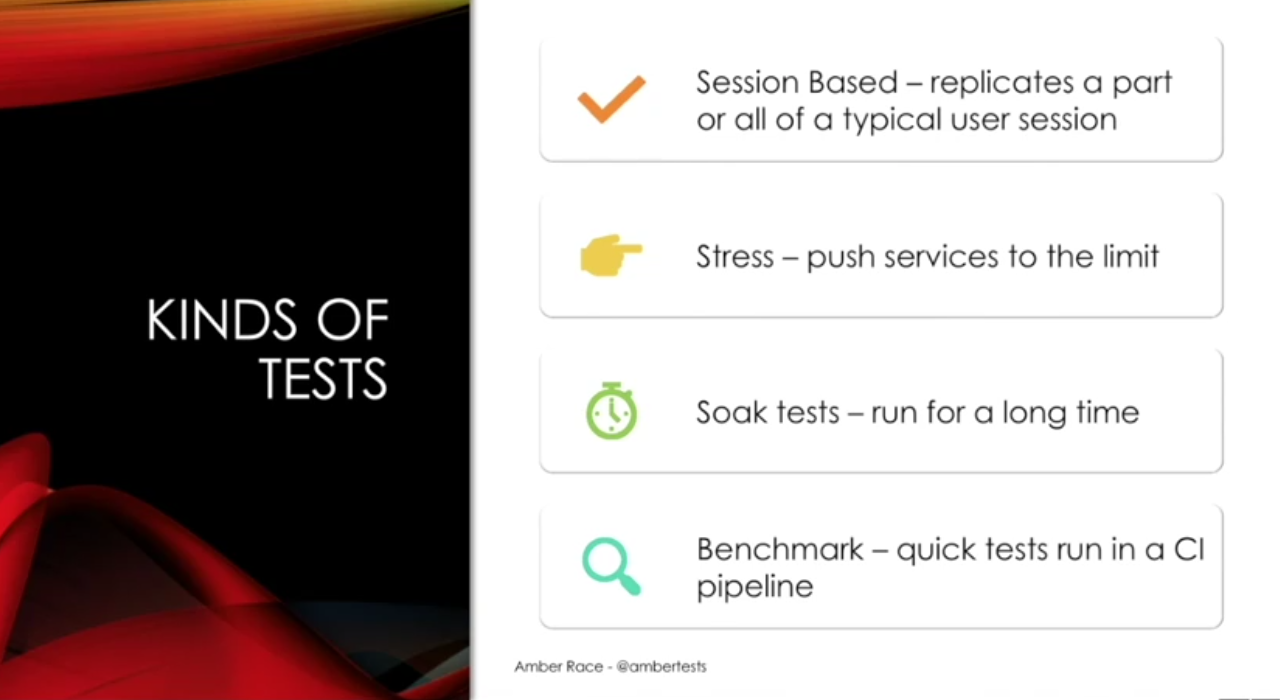 KINDS OF
TESTS
Session Based – replicates a part
or all of a typical user session
Stress – push services to the limit
Soak tests – run for a long time
Benchmark – quick tests run in a CI
pipeline
Amber Race - @ambertests